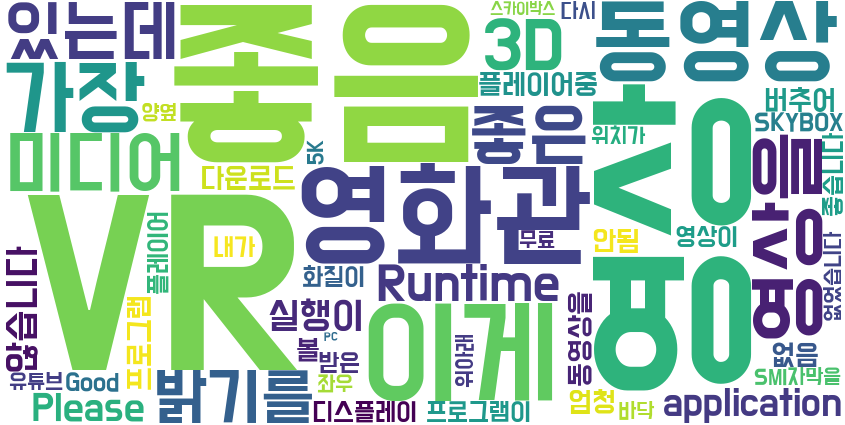 있는데
좋음
스카이박스
다시
3D
동영상
가장
양옆
플레이어중
버추어
SKYBOX
미디어
5K
좋은
위치가
영상
영상을
좋습니다
다운로드
VR
영화관
무료
안됨
영상이
없었습니다
않습니다
플레이어
내가
화질이
Runtime
프로그램
실행이
이게
위아래
동영상을
볼
PC
없음
유튜브
Good
밝기를
받은
좌우
SMI자막을
Please
디스플레이
프로그램이
엄청
바닥
application